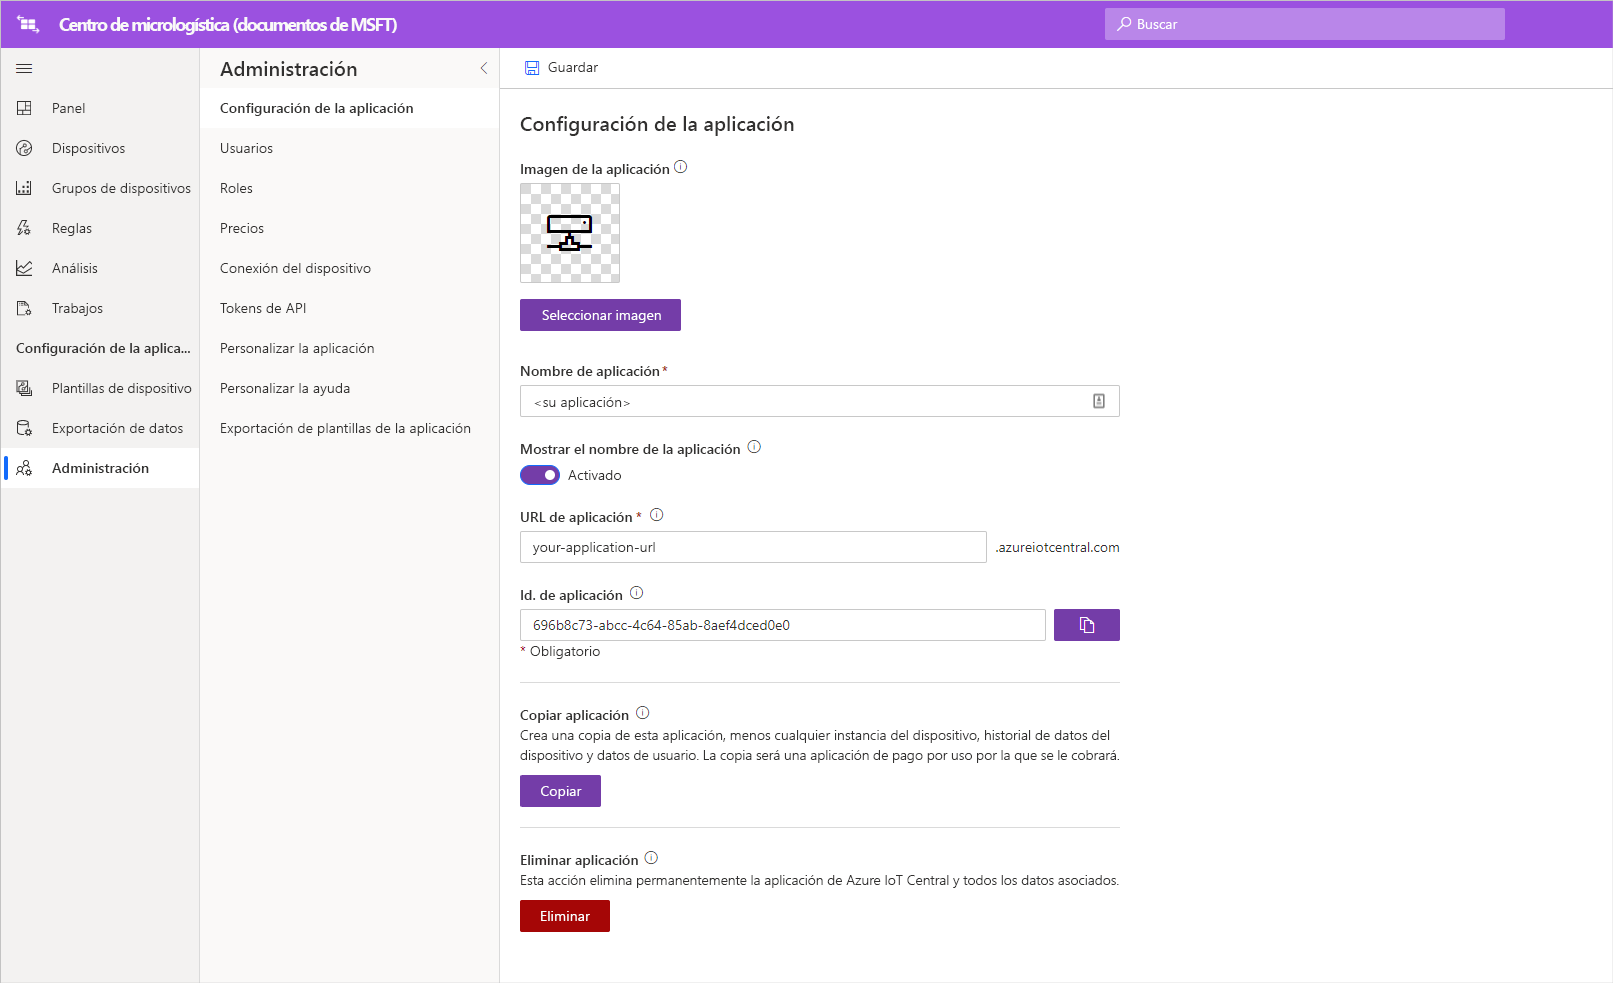 Centro de micrologística (documentos de MSFT)
Buscar
Panel
Dispositivos
Grupos de dispositivos
Reglas
Análisis
Trabajos
Configuración de la aplica...
Plantillas de dispositivo
Exportación de datos
Administración
Administración
Configuración de la aplicación
Usuarios
Roles
Precios
Conexión del dispositivo
Tokens de API
Personalizar la aplicación
Personalizar la ayuda
Exportación de plantillas de la aplicación
Guardar
Configuración de la aplicación
Imagen de la aplicación
Seleccionar imagen
Nombre de aplicación*
<su aplicación>
Mostrar el nombre de la aplicación
Activado
URL de aplicación *
your-application-url
.azureiotcentral.com
Id. de aplicación
696b8c73-abcc-4c64-85ab-8aef4dced0e0
* Obligatorio
Copiar aplicación
Crea una copia de esta aplicación, menos cualquier instancia del dispositivo, historial de datos del
dispositivo y datos de usuario. La copia será una aplicación de pago por uso por la que se le cobrará.
Copiar
Eliminar aplicación
Esta acción elimina permanentemente la aplicación de Azure IoT Central y todos los datos asociados.
Eliminar